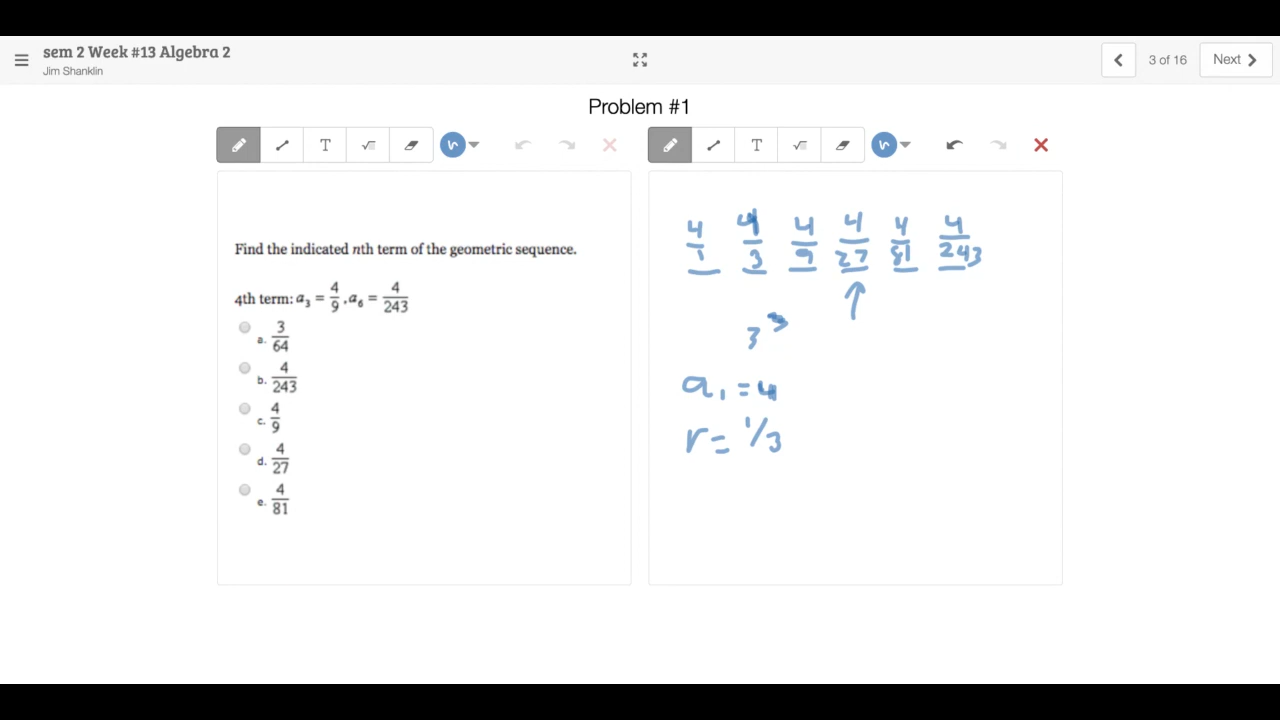 sem 2 Week #13 Algebra 2
Jim Shanklin
3 of 16
Next
Problem #1
T
T
Find the indicated nth term of the geometric sequence.
4th term: a₃ = 4/9 , a₆ = 4/243
a. 3/64
b. 4/243
c. 4/9
d. 4/27
e. 4/81
4/1 4/3 4/9 4/27 4/81 4/243
3³
a₁ = 4
r = 1/3